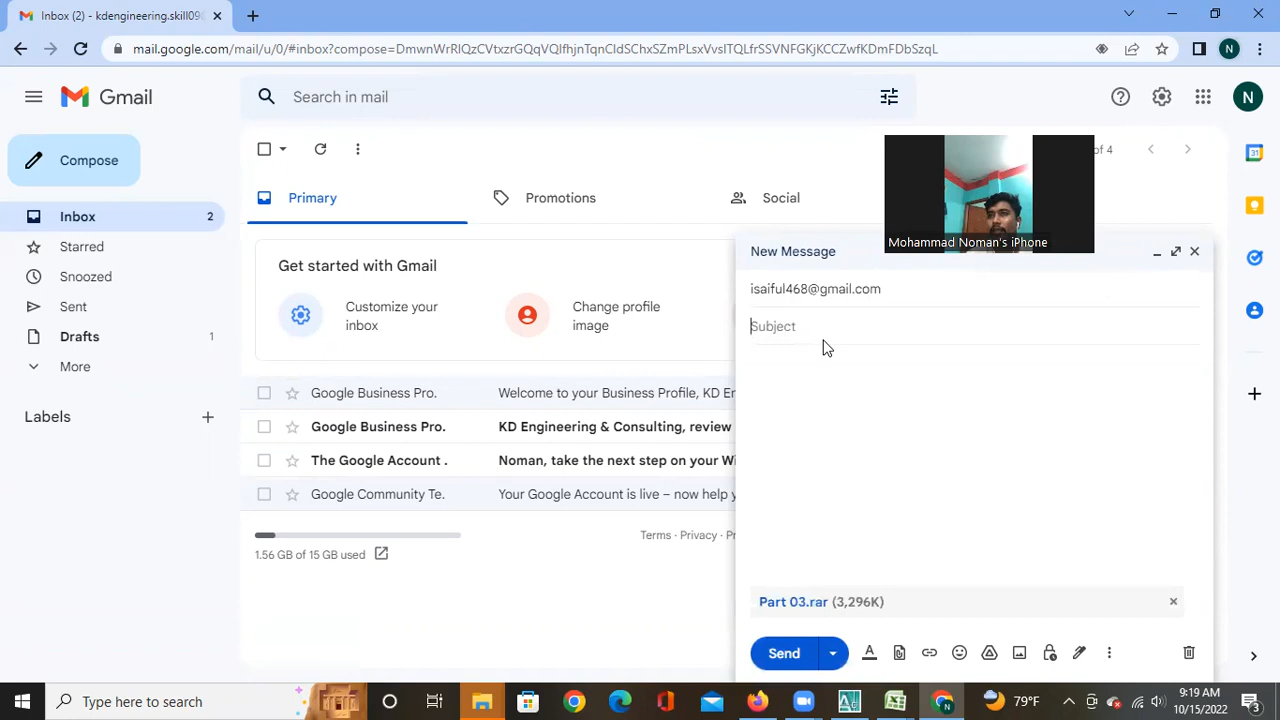 Inbox (2) - kdengineering.skill09
mail.google.com/mail/u/0/#inbox?compose=DmwnWrRlQzCVtxzrGQqVQlfhjnTqnCldSChxSZmPLsxVvsITQLfrSSVNFGKjKCCZwfKDmFDbSzqL
N
Gmail
Search in mail
N
Compose
of 4
31
Primary
Promotions
Social
Inbox
2
Starred
Snoozed
Sent
Drafts
1
More
Labels
Mohammad Noman's iPhone
Get started with Gmail
Customize your
inbox
Change profile
image
Google Business Pro.
Welcome to your Business Profile, KD En
Google Business Pro.
KD Engineering & Consulting, review
The Google Account .
Noman, take the next step on your Wi
Google Community Te.
Your Google Account is live – now help y
1.56 GB of 15 GB used
Terms · Privacy · Pr
New Message
isaiful468@gmail.com
Subject
Part 03.rar (3,296K)
Send
Type here to search
79°F
9:19 AM
10/15/2022
3